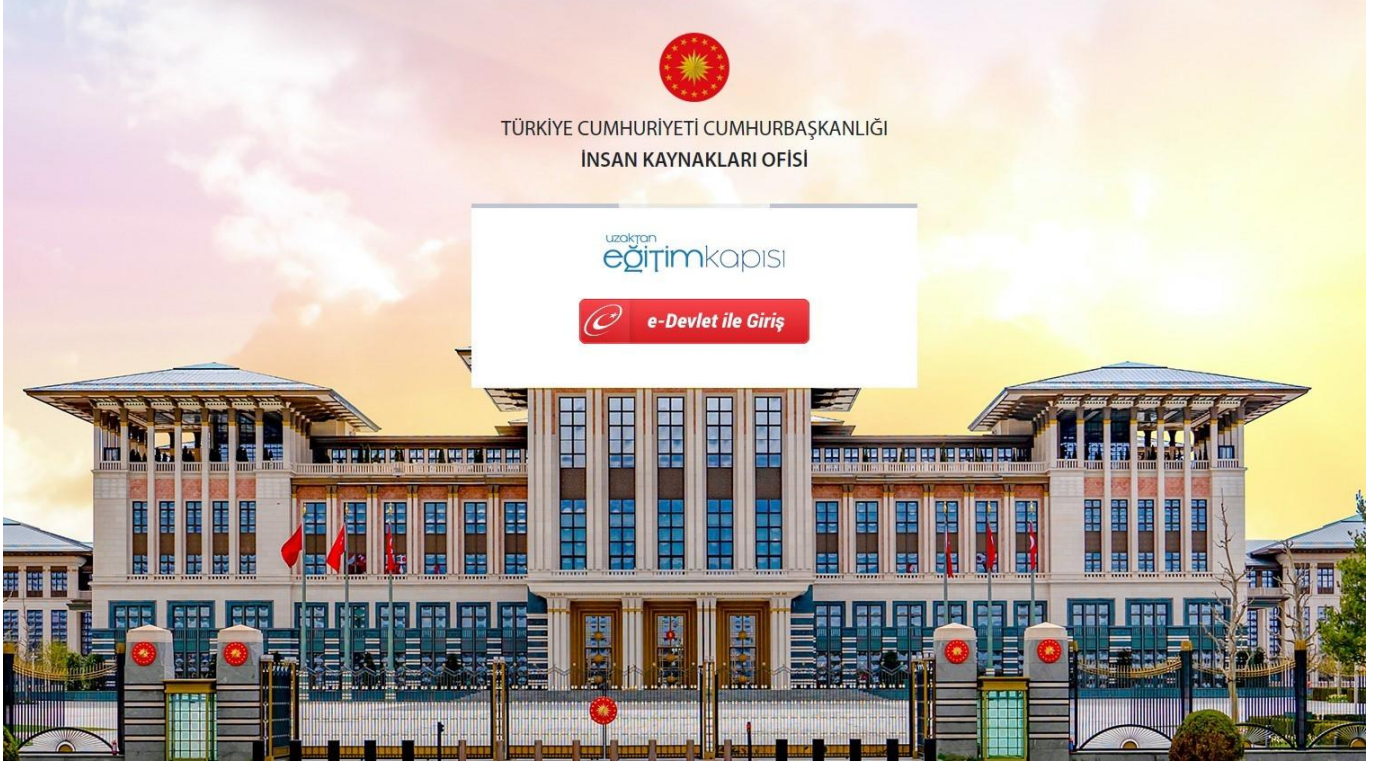 TÜRKİYE CUMHURİYETİ CUMHURBAŞKANLIĞI
İNSAN KAYNAKLARI OFİSİ
uzaktan
eğitimkapısı
e-Devlet ile Giriş